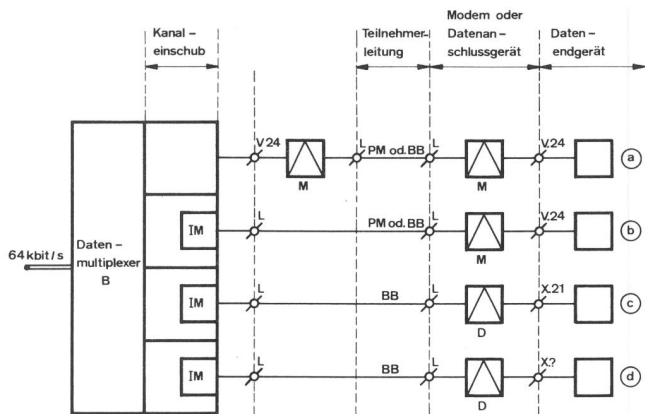 Kanal-
einschub
Teilnehmer-
leitung
Modem oder
Datenan-
schlussgerät
Daten-
endgerät
V.24
M
L
PM od. BB
L
M
V.24
a
IM
L
PM od. BB
L
M
V.24
b
64 kbit/s
Daten-
multiplexer
B
IM
L
BB
L
D
X.21
c
IM
L
BB
L
D
X.?
d